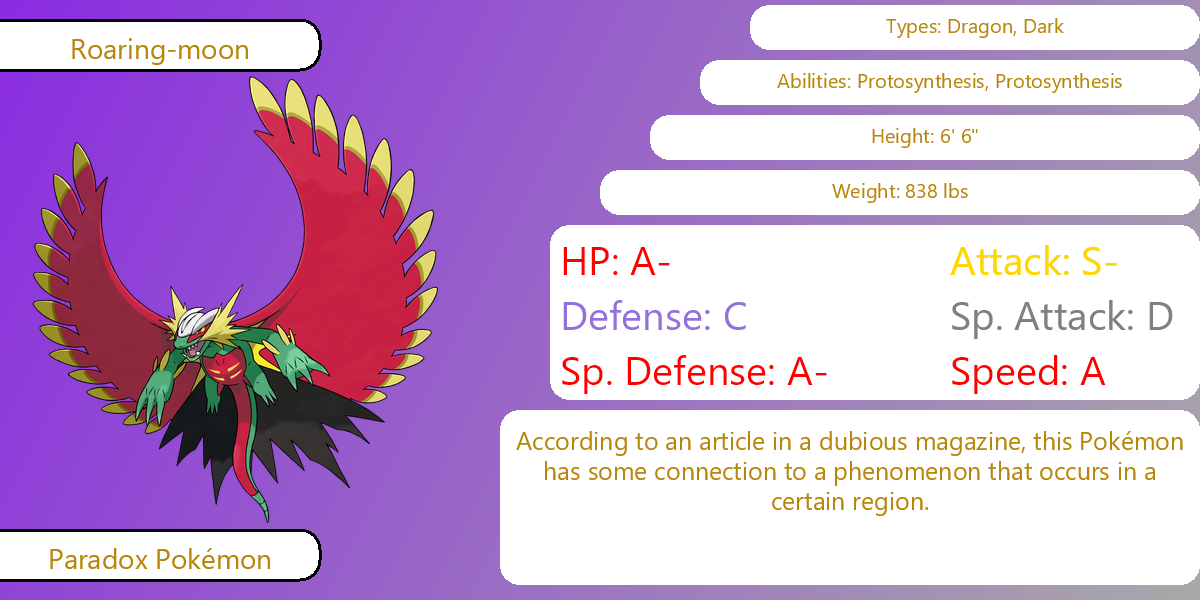 Roaring-moon
Types: Dragon, Dark
Abilities: Protosynthesis, Protosynthesis
Height: 6' 6"
Weight: 838 lbs
HP: A-
Attack: S-
Defense: C
Sp. Attack: D
Sp. Defense: A-
Speed: A
According to an article in a dubious magazine, this Pokémon
has some connection to a phenomenon that occurs in a
certain region.
Paradox Pokémon